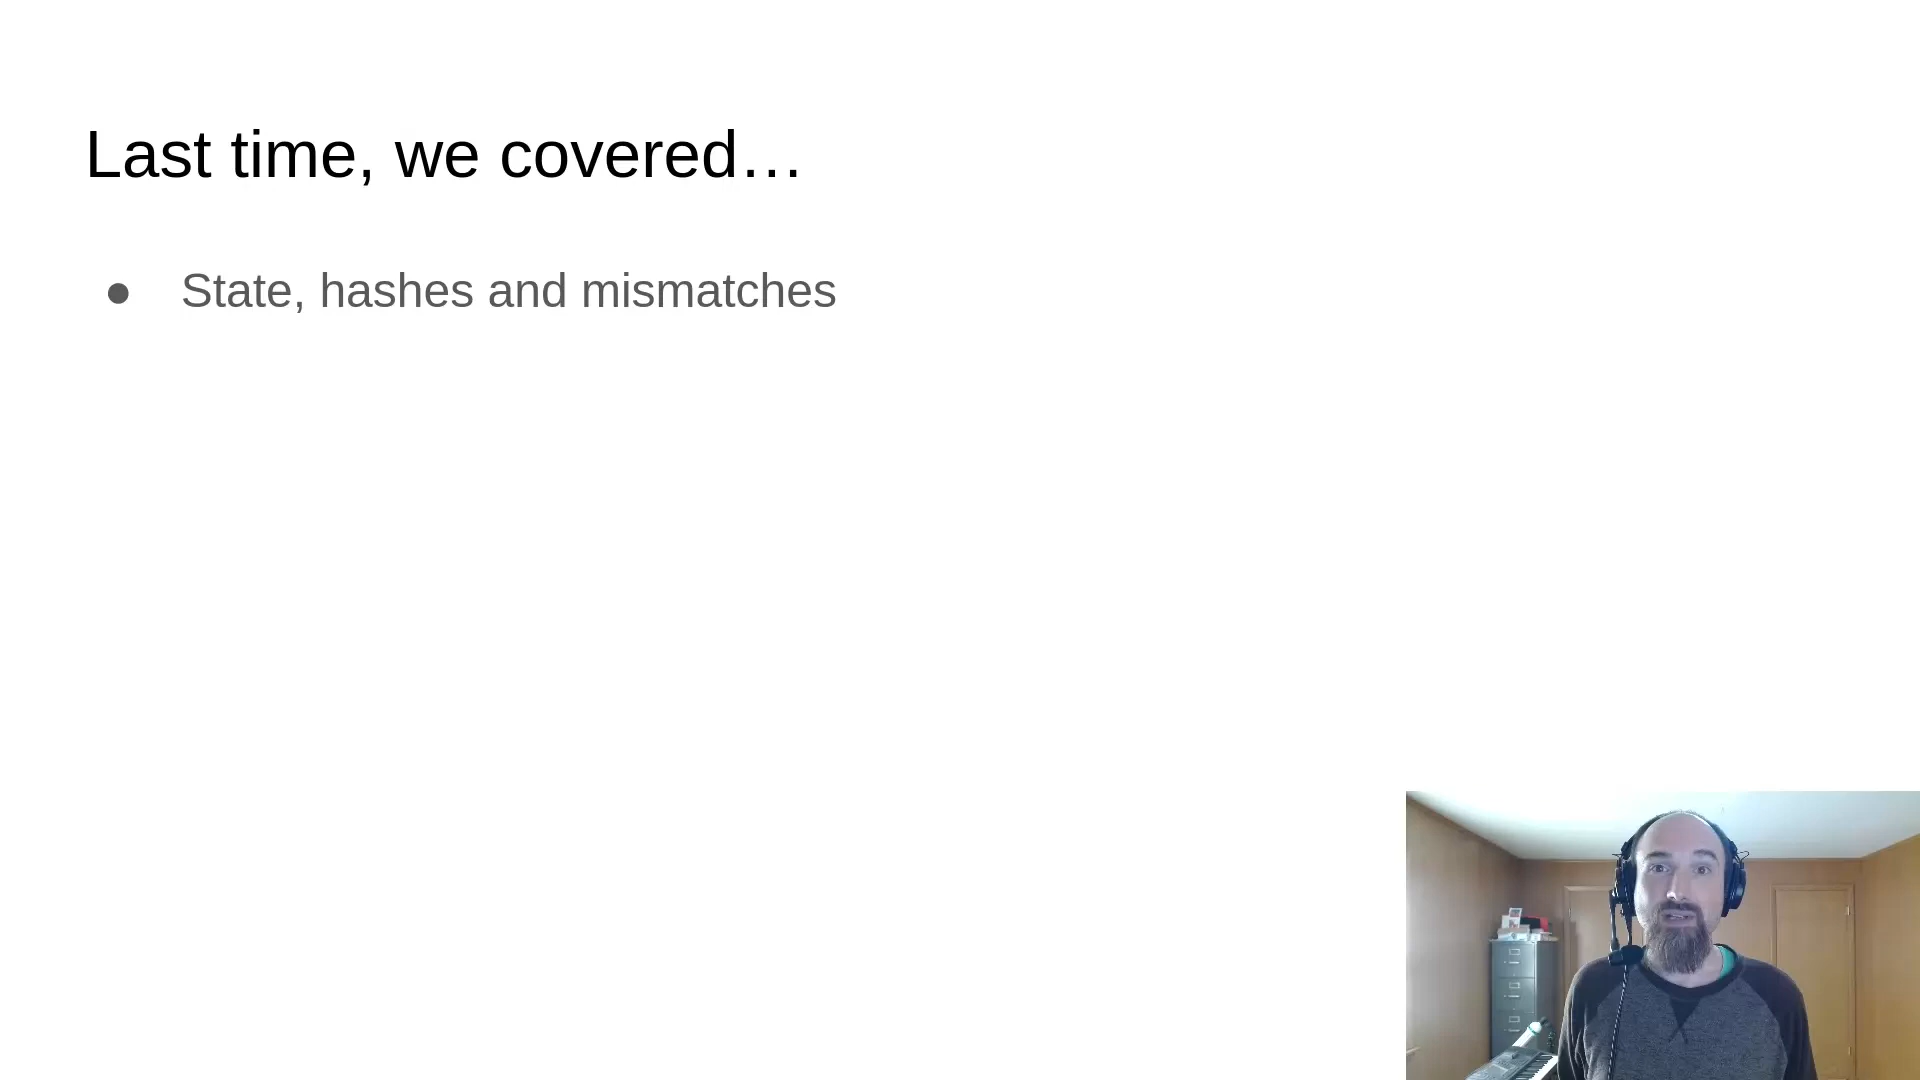 Last time, we covered…
● State, hashes and mismatches